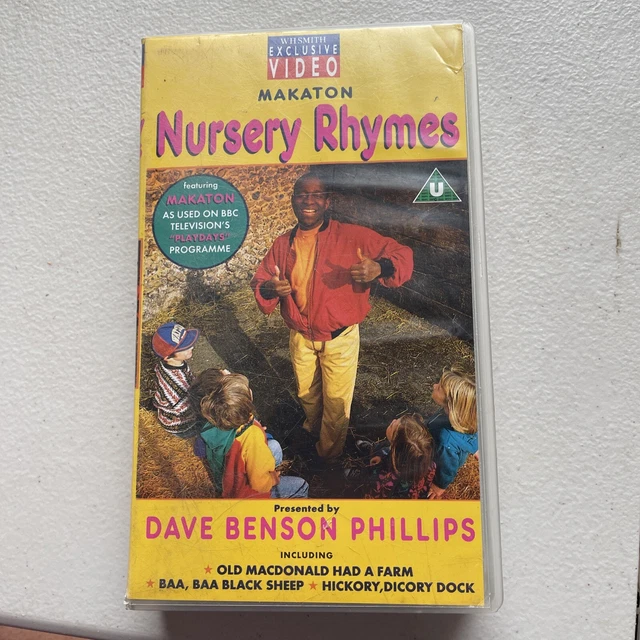 WHSMITH
EXCLUSIVE
VIDEO
MAKATON
Nursery Rhymes
featuring
MAKATON
AS USED ON BBC
TELEVISION'S
"PLAYDAYS"
PROGRAMME
U
Presented by
DAVE BENSON PHILLIPS
INCLUDING
★ OLD MACDONALD HAD A FARM
★ BAA, BAA BLACK SHEEP ★ HICKORY,DICORY DOCK